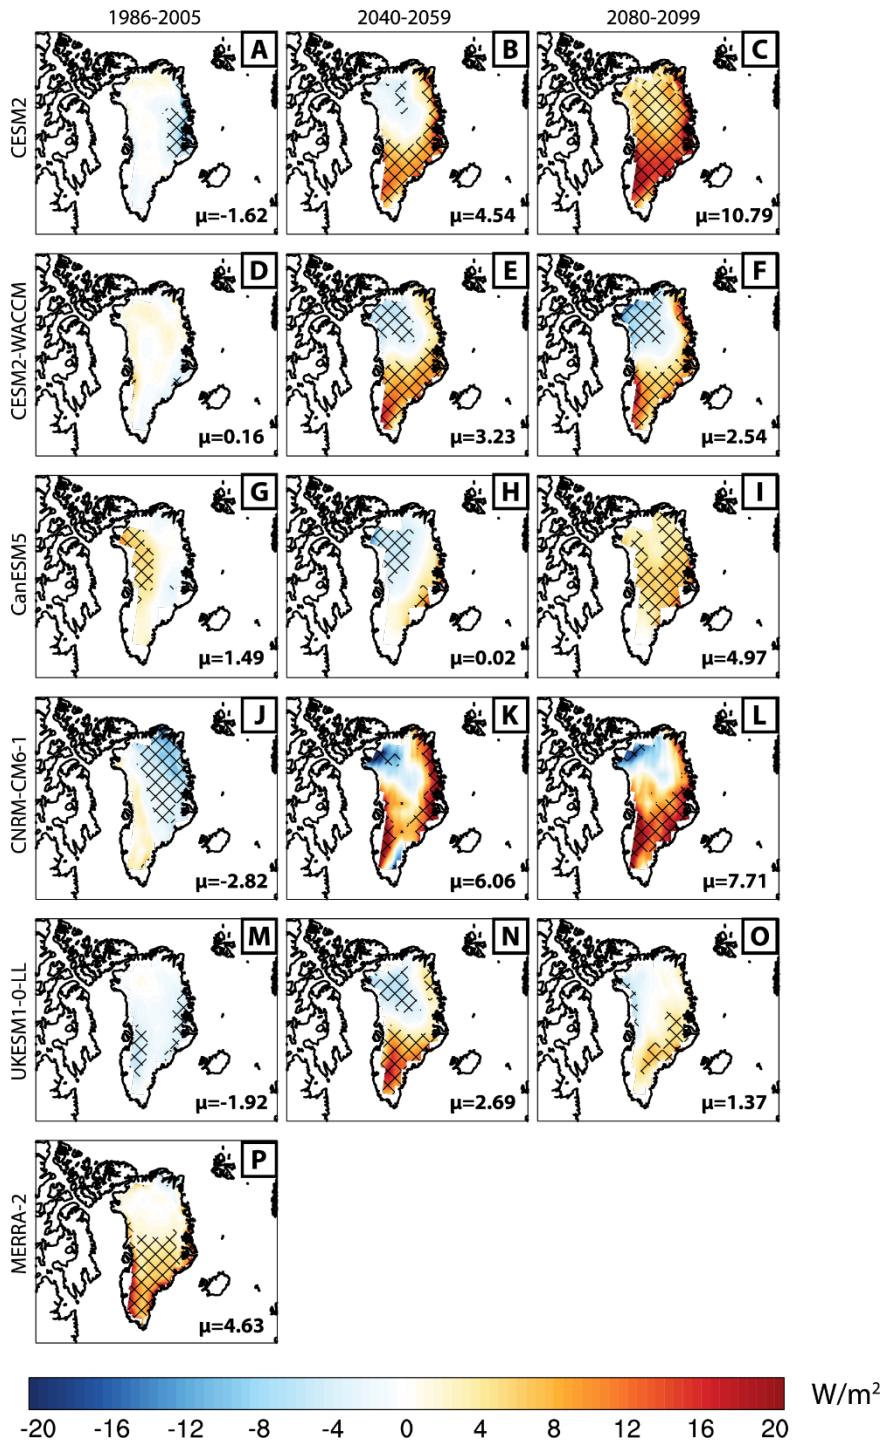 1986-2005 2040-2059 2080-2099
CESM2
A
μ=-1.62
B
μ=4.54
C
μ=10.79
CESM2-WACCM
D
μ=0.16
E
μ=3.23
F
μ=2.54
CanESM5
G
μ=1.49
H
μ=0.02
I
μ=4.97
CNRM-CM6-1
J
μ=-2.82
K
μ=6.06
L
μ=7.71
UKESM1-0-LL
M
μ=-1.92
N
μ=2.69
O
μ=1.37
MERRA-2
P
μ=4.63
W/m²
-20 -16 -12 -8 -4 0 4 8 12 16 20